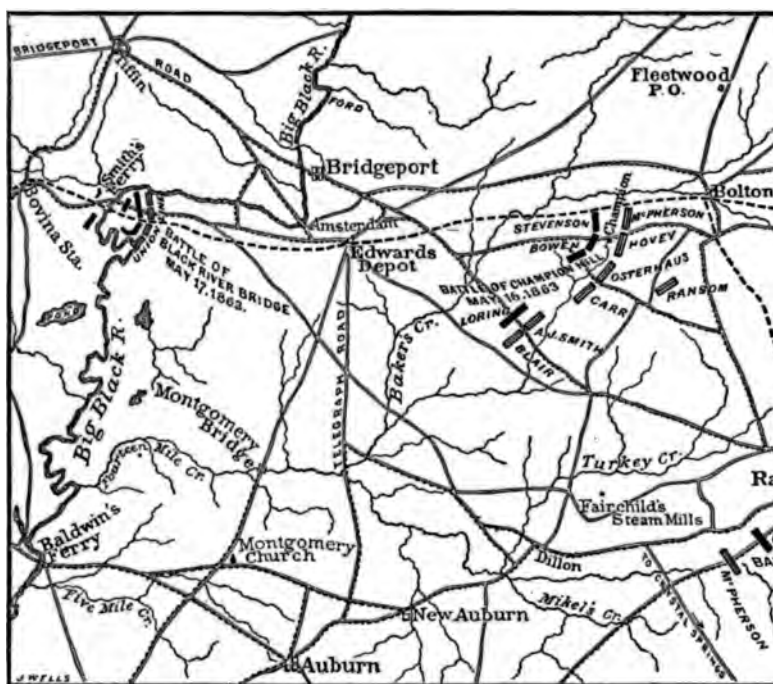 BRIDGEPORT
ROAD
Tiffin
Big Black R.
FORD
Fleetwood
P.O.
Bridgeport
Smith's
Ferry
Bovina Sta.
Amsterdam
Edwards
Depot
Bolton
UNION LINE
BATTLE OF
BLACK RIVER BRIDGE
MAY 17, 1863.
STEVENSON
BOWEN
Champion
McPHERSON
HOVEY
OSTERHAUS
CARR
RANSOM
BATTLE OF CHAMPION HILL
MAY 16, 1863
LORING
A.J. SMITH
BLAIR
POND
Big Black R.
Baker's Cr.
TELEGRAPH ROAD
Montgomery
Bridge
Fourteen Mile Cr.
Turkey Cr.
Ra
Fairchild's
Steam Mills
Baldwin's
Ferry
Montgomery
Church
Dillon
TO CRYSTAL SPRINGS
McPHERSON
BA
Five Mile Cr.
New Auburn
Mikel's Cr.
Auburn
J. WELLS